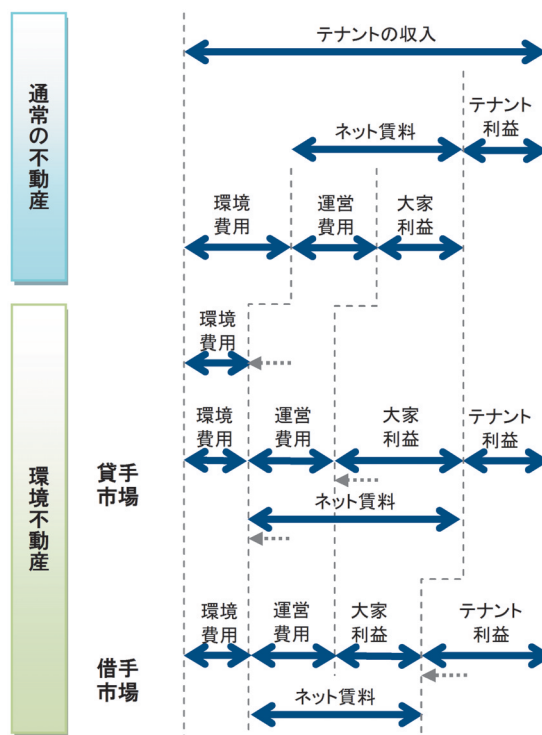 通常の不動産
テナントの収入
ネット賃料
テナント
利益
環境
費用
運営
費用
大家
利益
環境不動産
環境
費用
貸手
市場
環境
費用
運営
費用
大家
利益
テナント
利益
ネット賃料
借手
市場
環境
費用
運営
費用
大家
利益
テナント
利益
ネット賃料